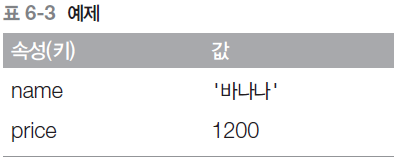 표 6-3 예제
속성(키) 값
name '바나나'
price 1200